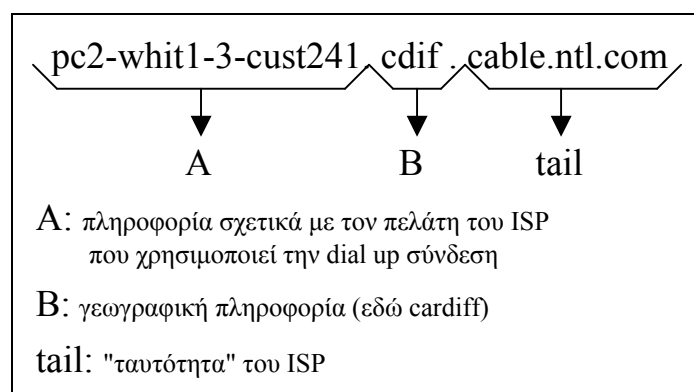 pc2-whit1-3-cust241. cdif . cable.ntl.com
A B tail
A: πληροφορία σχετικά με τον πελάτη του ISP
που χρησιμοποιεί την dial up σύνδεση
B: γεωγραφική πληροφορία (εδώ cardiff)
tail: "ταυτότητα" του ISP